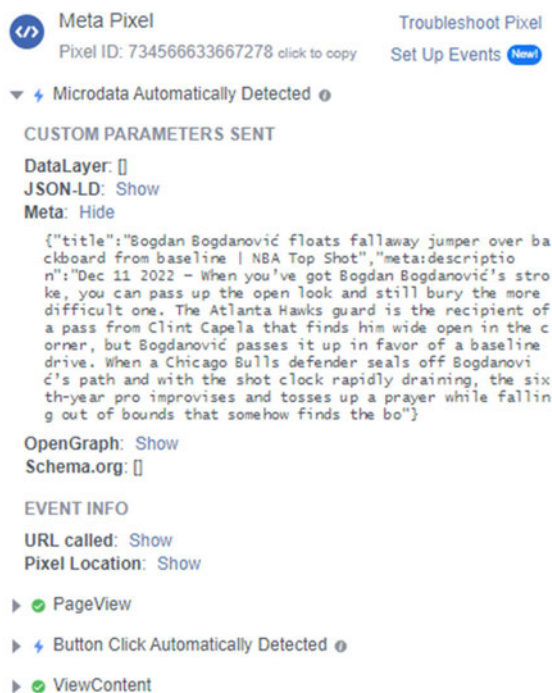 </>
Meta Pixel
Troubleshoot Pixel
Pixel ID: 734566633667278 click to copy
Set Up Events New!
Microdata Automatically Detected
CUSTOM PARAMETERS SENT
DataLayer: []
JSON-LD: Show
Meta: Hide
{"title":"Bogdan Bogdanović floats fallaway jumper over ba
ckboard from baseline | NBA Top Shot","meta:descriptio
n":"Dec 11 2022 – When you've got Bogdan Bogdanović's stro
ke, you can pass up the open look and still bury the more
difficult one. The Atlanta Hawks guard is the recipient of
a pass from Clint Capela that finds him wide open in the c
orner, but Bogdanović passes it up in favor of a baseline
drive. When a Chicago Bulls defender seals off Bogdanovi
ć's path and with the shot clock rapidly draining, the six
th-year pro improvises and tosses up a prayer while fallin
g out of bounds that somehow finds the bo"}
OpenGraph: Show
Schema.org: []
EVENT INFO
URL called: Show
Pixel Location: Show
PageView
Button Click Automatically Detected
ViewContent